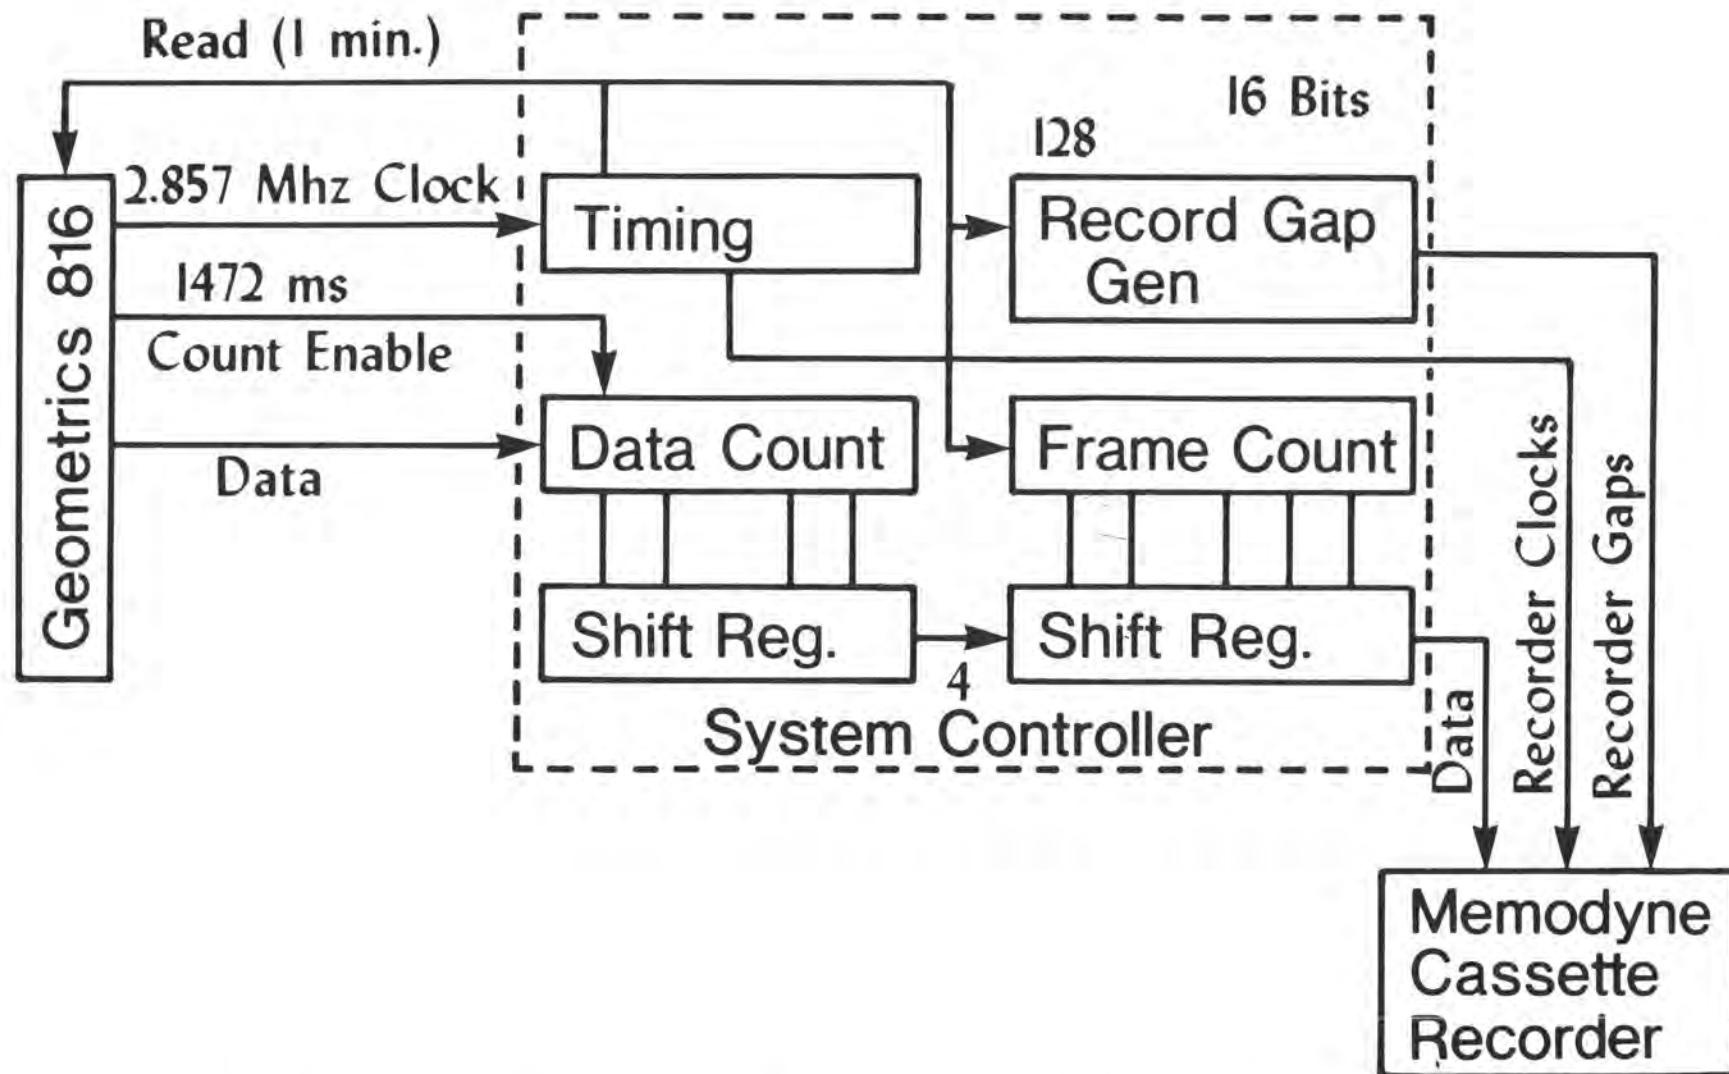 Read (1 min.)
16 Bits
128
2.857 Mhz Clock
Timing
Record Gap
Gen
Geometrics 816
1472 ms
Count Enable
Data Count
Frame Count
Data
Shift Reg.
4
Shift Reg.
System Controller
Data
Recorder Clocks
Recorder Gaps
Memodyne
Cassette
Recorder